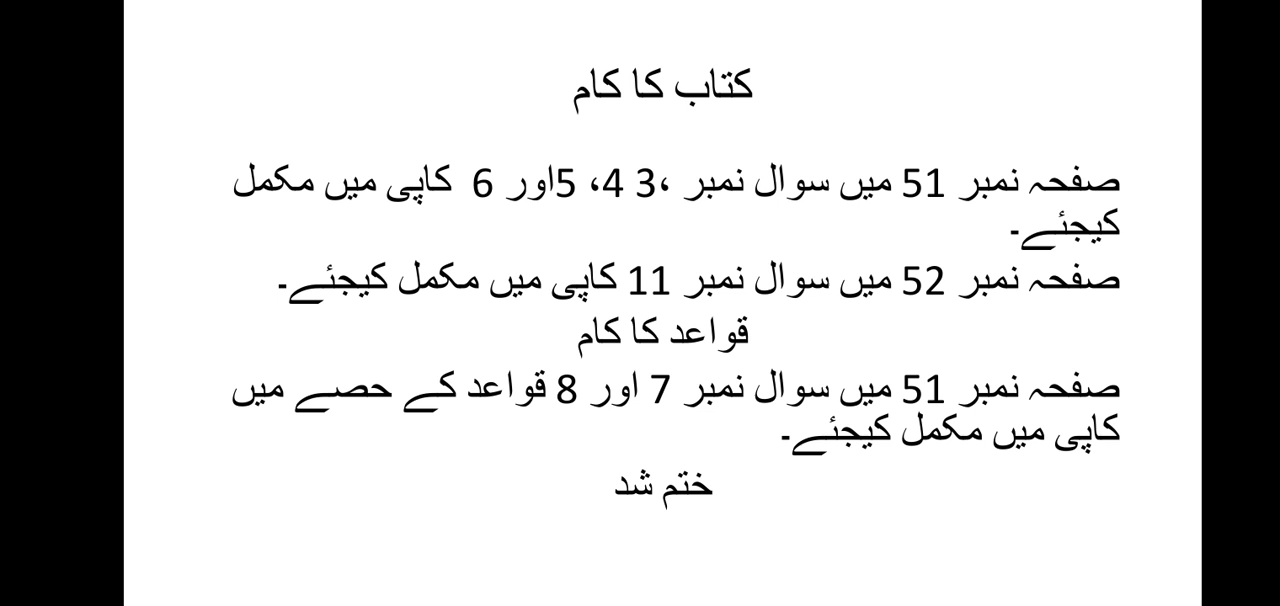 کتاب کا کام
صفحہ نمبر 51 میں سوال نمبر ،3 4، 5اور 6 کاپی میں مکمل
کیجئے۔
صفحہ نمبر 52 میں سوال نمبر 11 کاپی میں مکمل کیجئے۔
قواعد کا کام
صفحہ نمبر 51 میں سوال نمبر 7 اور 8 قواعد کے حصے میں
کاپی میں مکمل کیجئے۔
ختم شد